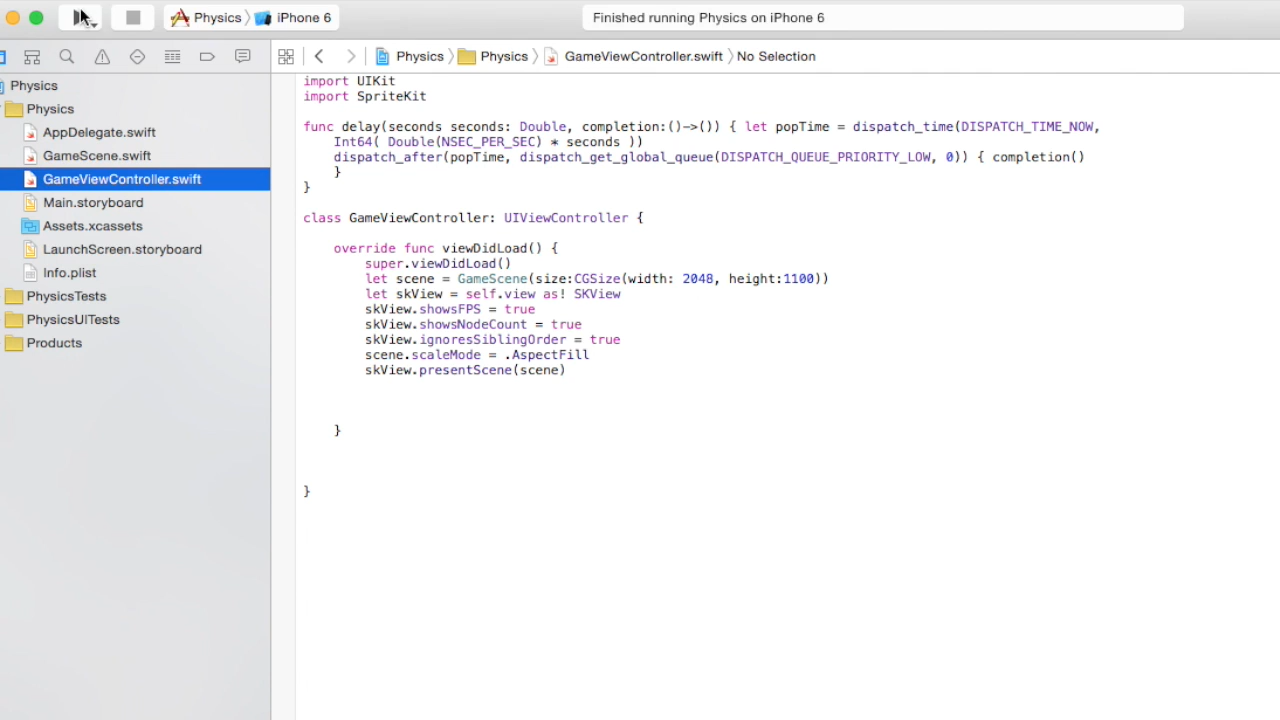 Physics iPhone 6 Finished running Physics on iPhone 6
Physics Physics GameViewController.swift No Selection
Physics
Physics
AppDelegate.swift
GameScene.swift
GameViewController.swift
Main.storyboard
Assets.xcassets
LaunchScreen.storyboard
Info.plist
PhysicsTests
PhysicsUITests
Products
import UIKit
import SpriteKit
func delay(seconds seconds: Double, completion:()->()) { let popTime = dispatch_time(DISPATCH_TIME_NOW,
Int64( Double(NSEC_PER_SEC) * seconds ))
dispatch_after(popTime, dispatch_get_global_queue(DISPATCH_QUEUE_PRIORITY_LOW, 0)) { completion()
}
}
class GameViewController: UIViewController {
override func viewDidLoad() {
super.viewDidLoad()
let scene = GameScene(size:CGSize(width: 2048, height:1100))
let skView = self.view as! SKView
skView.showsFPS = true
skView.showsNodeCount = true
skView.ignoresSiblingOrder = true
scene.scaleMode = .AspectFill
skView.presentScene(scene)
}
}